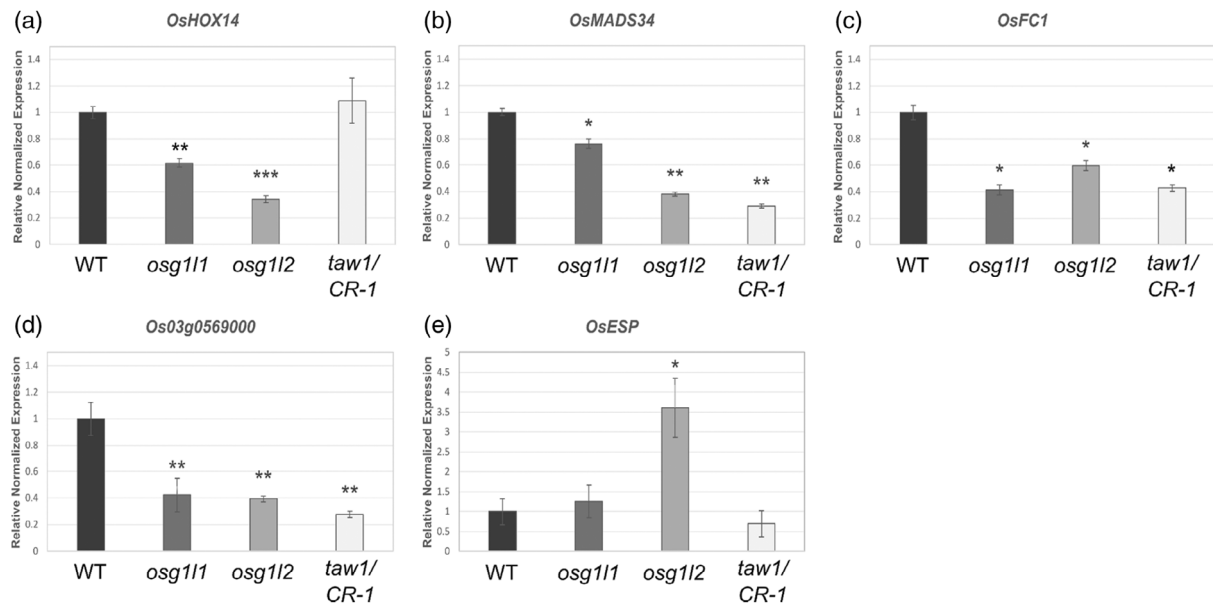 (a)
OsHOX14
Relative Normalized Expression
1.4
1.2
1
0.8
0.6
0.4
0.2
0
**
***
WT
osg1l1
osg1l2
taw1/
CR-1
(b)
OsMADS34
Relative Normalized Expression
1.4
1.2
1
0.8
0.6
0.4
0.2
0
*
**
**
WT
osg1l1
osg1l2
taw1/
CR-1
(c)
OsFC1
Relative Normalized Expression
1.4
1.2
1
0.8
0.6
0.4
0.2
0
*
*
*
WT
osg1l1
osg1l2
taw1/
CR-1
(d)
Os03g0569000
Relative Normalized Expression
1.4
1.2
1
0.8
0.6
0.4
0.2
0
**
**
**
WT
osg1l1
osg1l2
taw1/
CR-1
(e)
OsESP
Relative Normalized Expression
5
4.5
4
3.5
3
2.5
2
1.5
1
0.5
0
*
WT
osg1l1
osg1l2
taw1/
CR-1